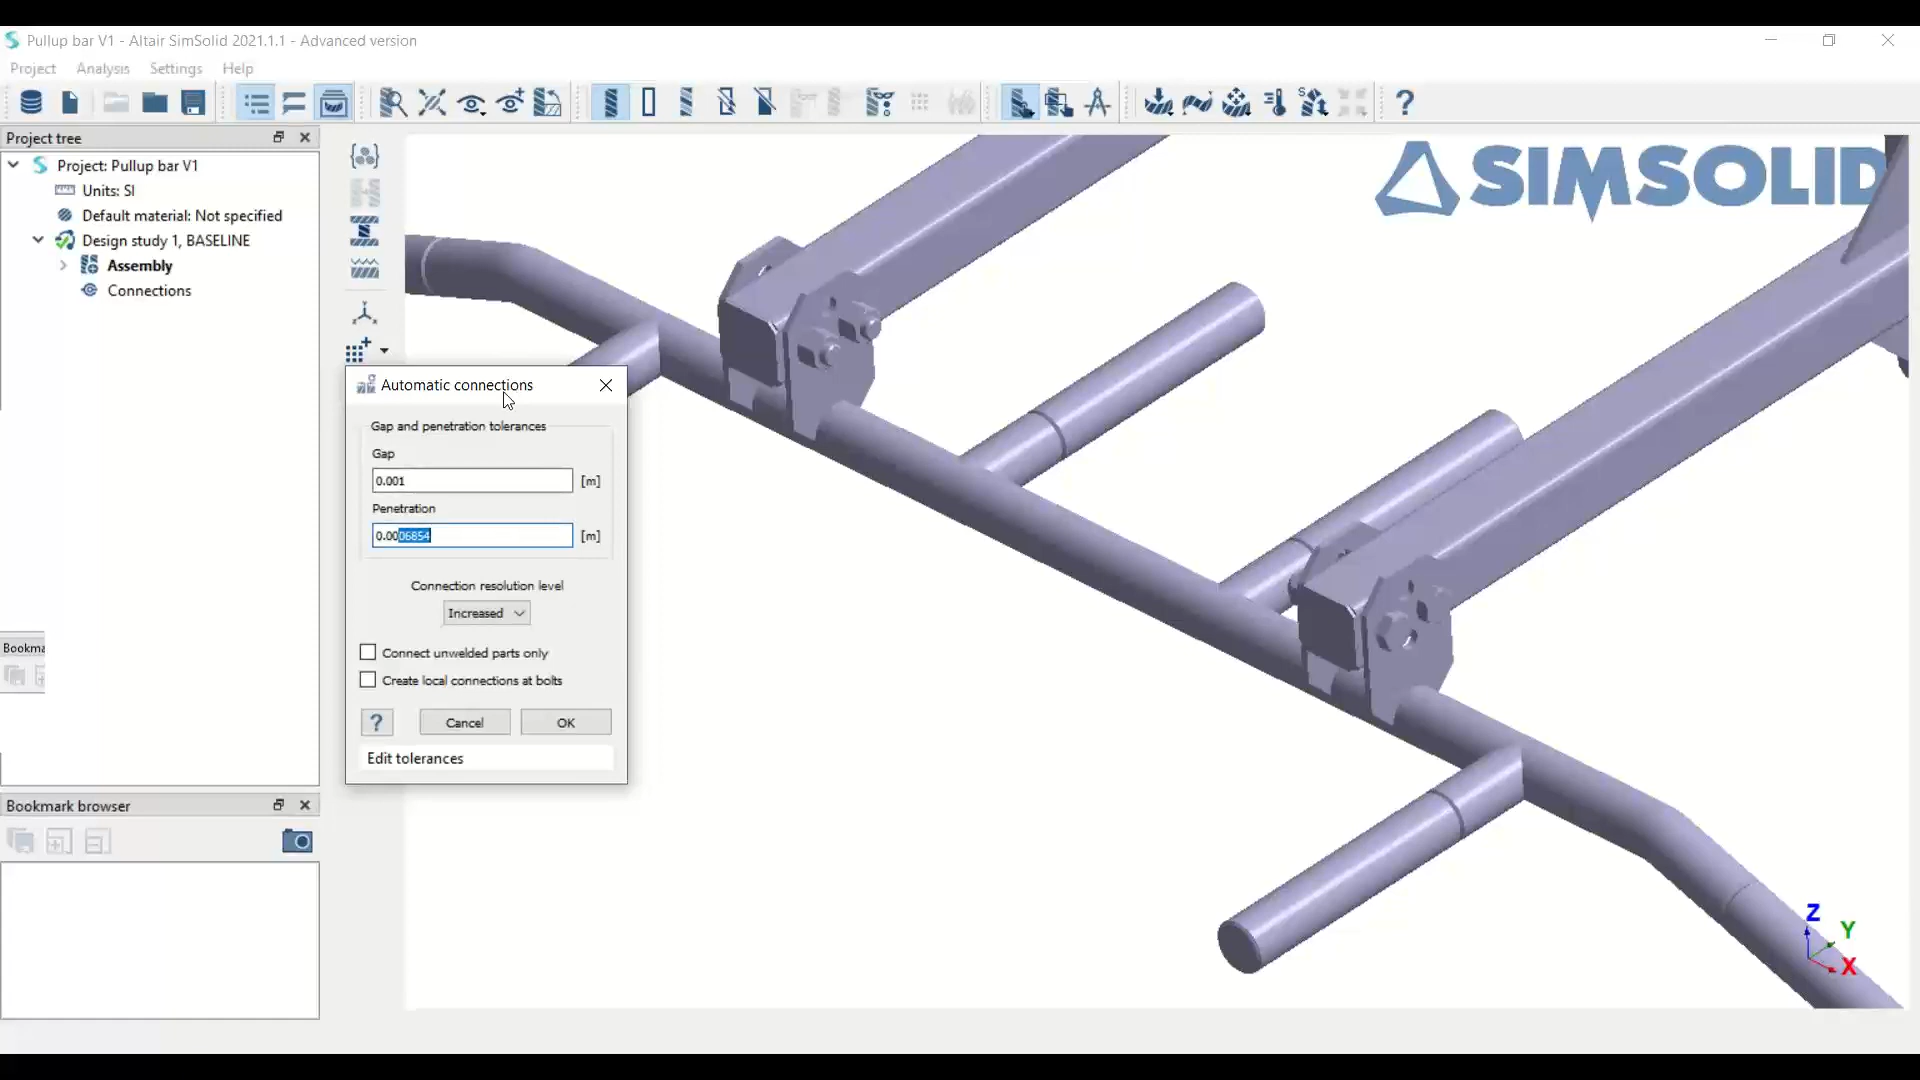 Pullup bar V1 - Altair SimSolid 2021.1.1 - Advanced version
Project Analysis Settings Help
Project tree
Project: Pullup bar V1
Units: SI
Default material: Not specified
Design study 1, BASELINE
Assembly
Connections
SIMSOLID
Automatic connections
Gap and penetration tolerances
Gap
0.001 [m]
Penetration
0.0006854 [m]
Connection resolution level
Increased
Connect unwelded parts only
Create local connections at bolts
? Cancel OK
Edit tolerances
Bookma
Bookmark browser
Z
Y
X